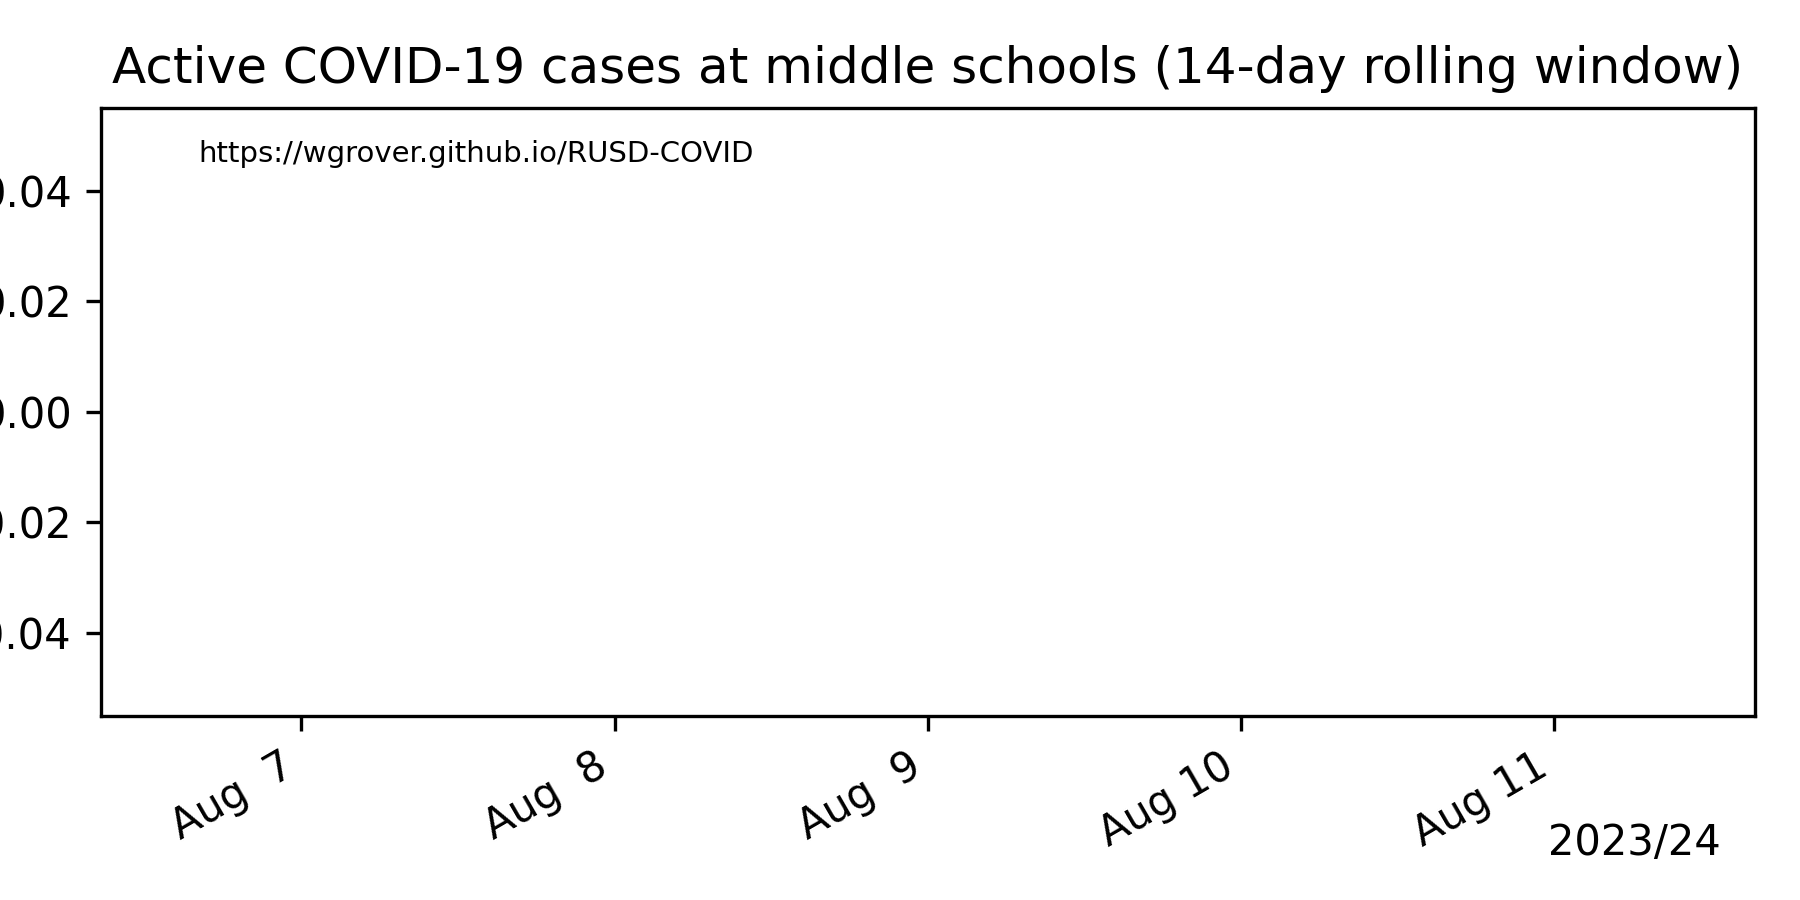 Active COVID-19 cases at middle schools (14-day rolling window)
https://wgrover.github.io/RUSD-COVID
0.04
0.02
0.00
0.02
0.04
Aug 7
Aug 8
Aug 9
Aug 10
Aug 11
2023/24